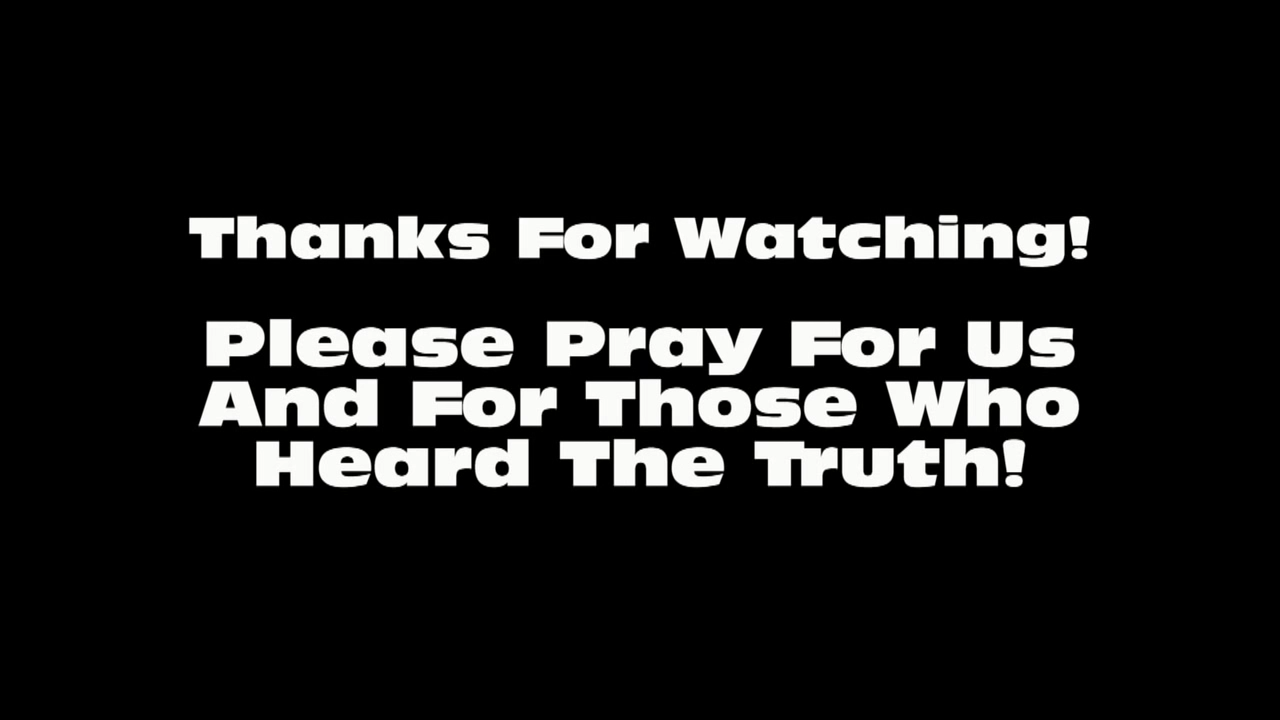 Thanks For Watching!
Please Pray For Us
And For Those Who
Heard The Truth!